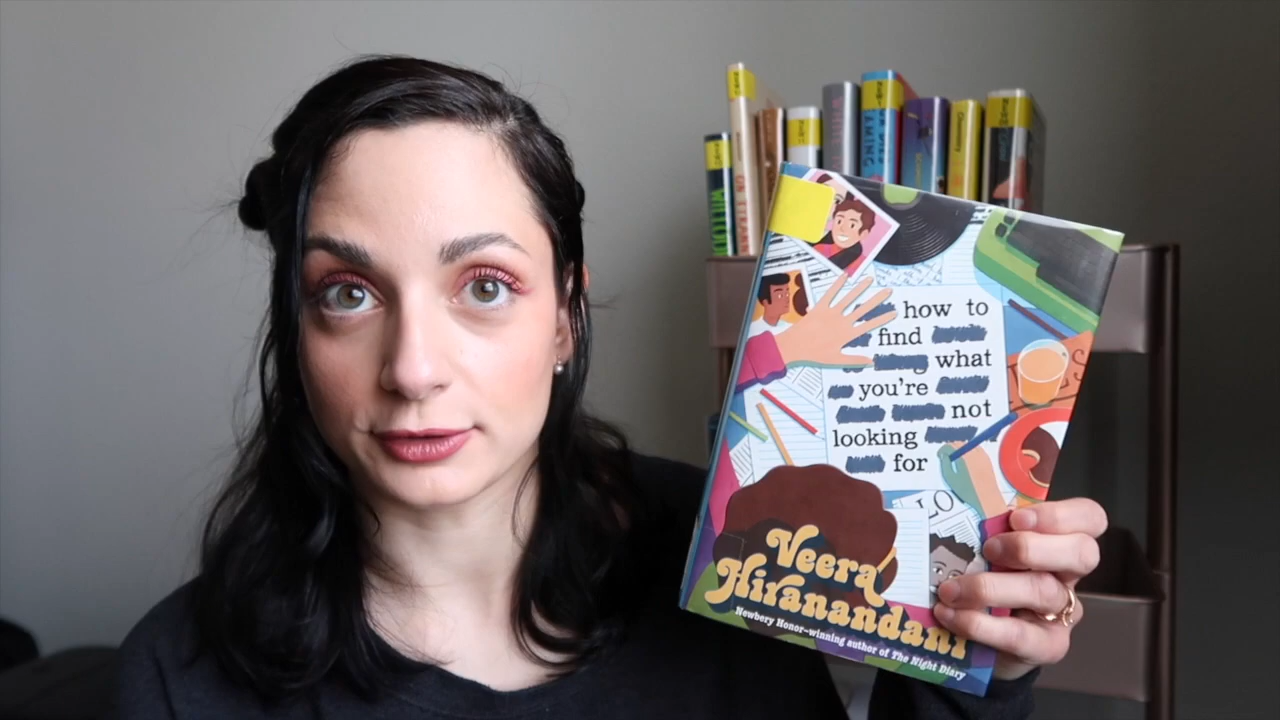 how to
find
what
you're
not
looking
for
LO
Veera
Hiranandani
Newbery Honor-winning author of The Night Diary